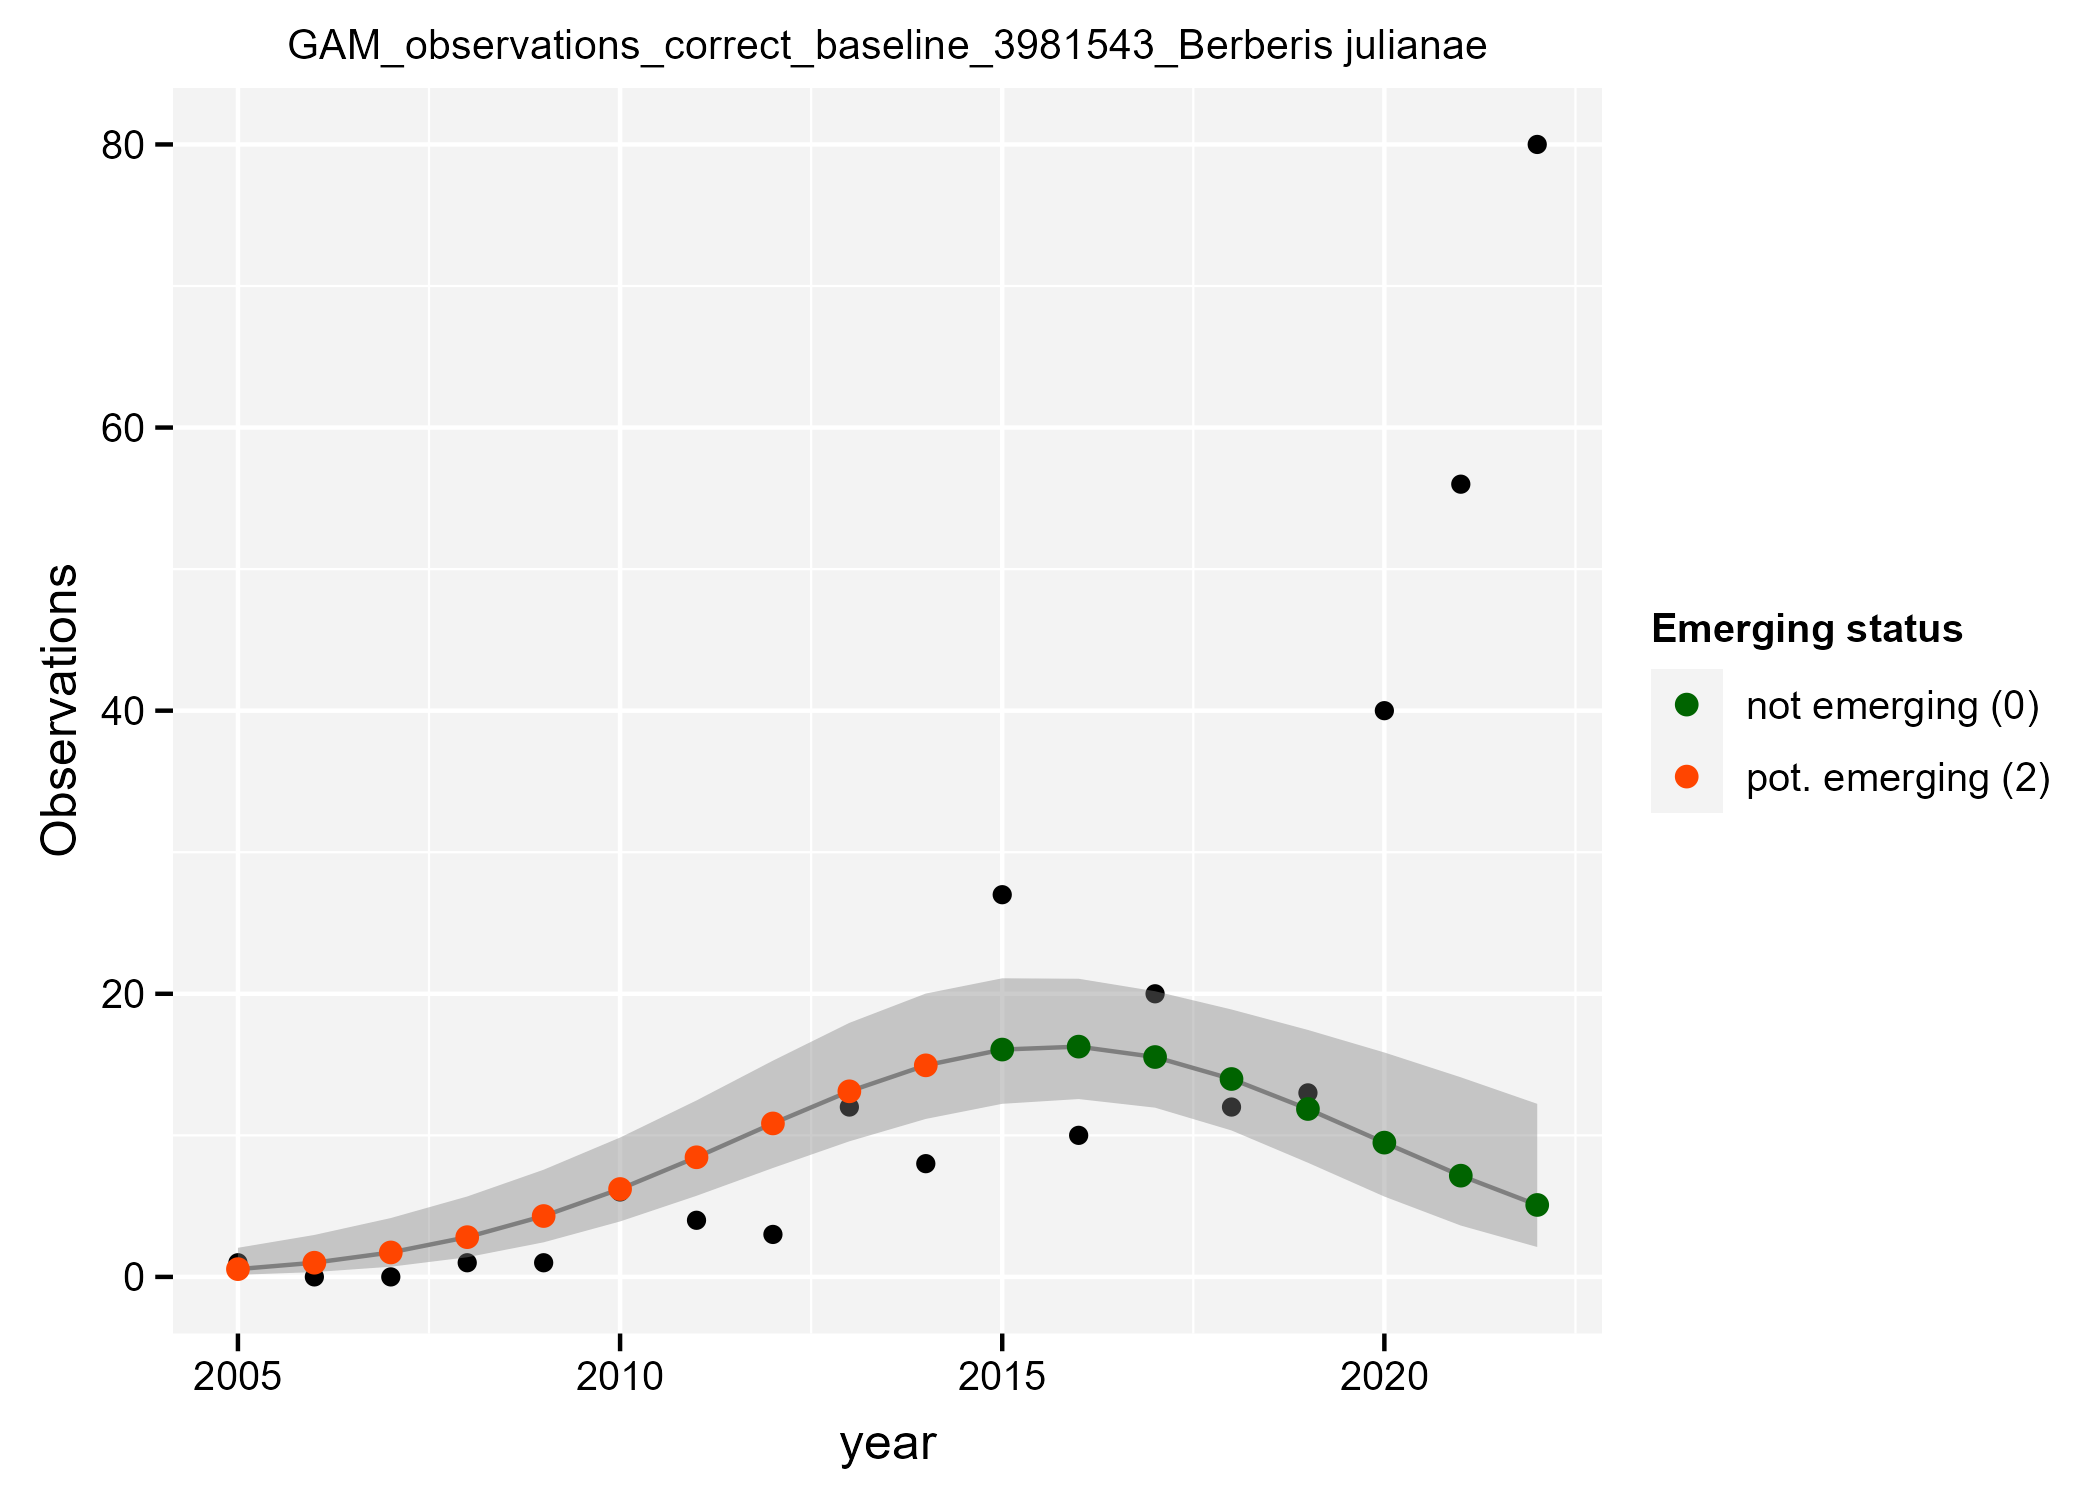 GAM_observations_correct_baseline_3981543_Berberis julianae
80
60
40
20
0
Observations
2005 2010 2015 2020
year
Emerging status
not emerging (0)
pot. emerging (2)